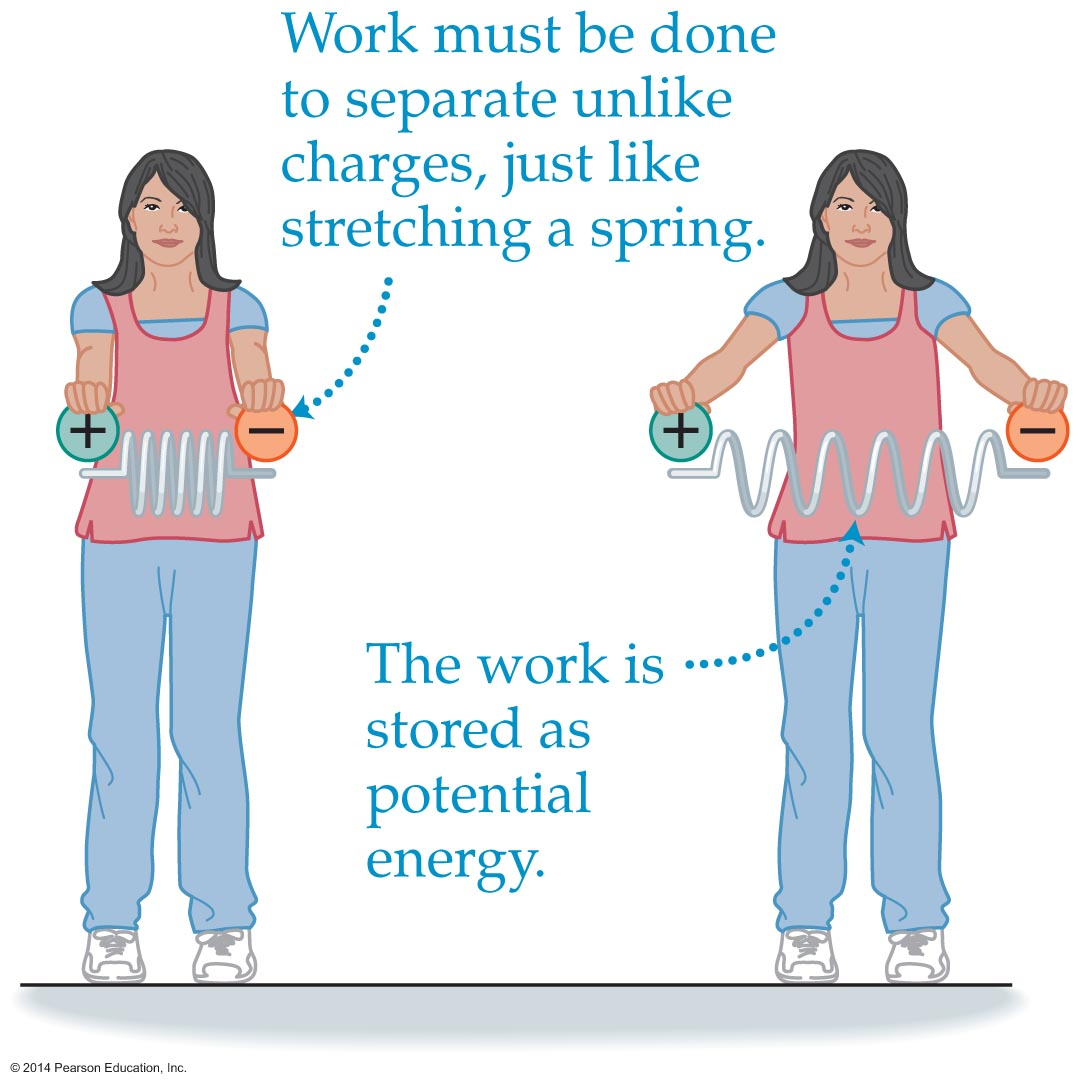 Work must be done
to separate unlike
charges, just like
stretching a spring.
+
−
+
−
The work is
stored as
potential
energy.
© 2014 Pearson Education, Inc.